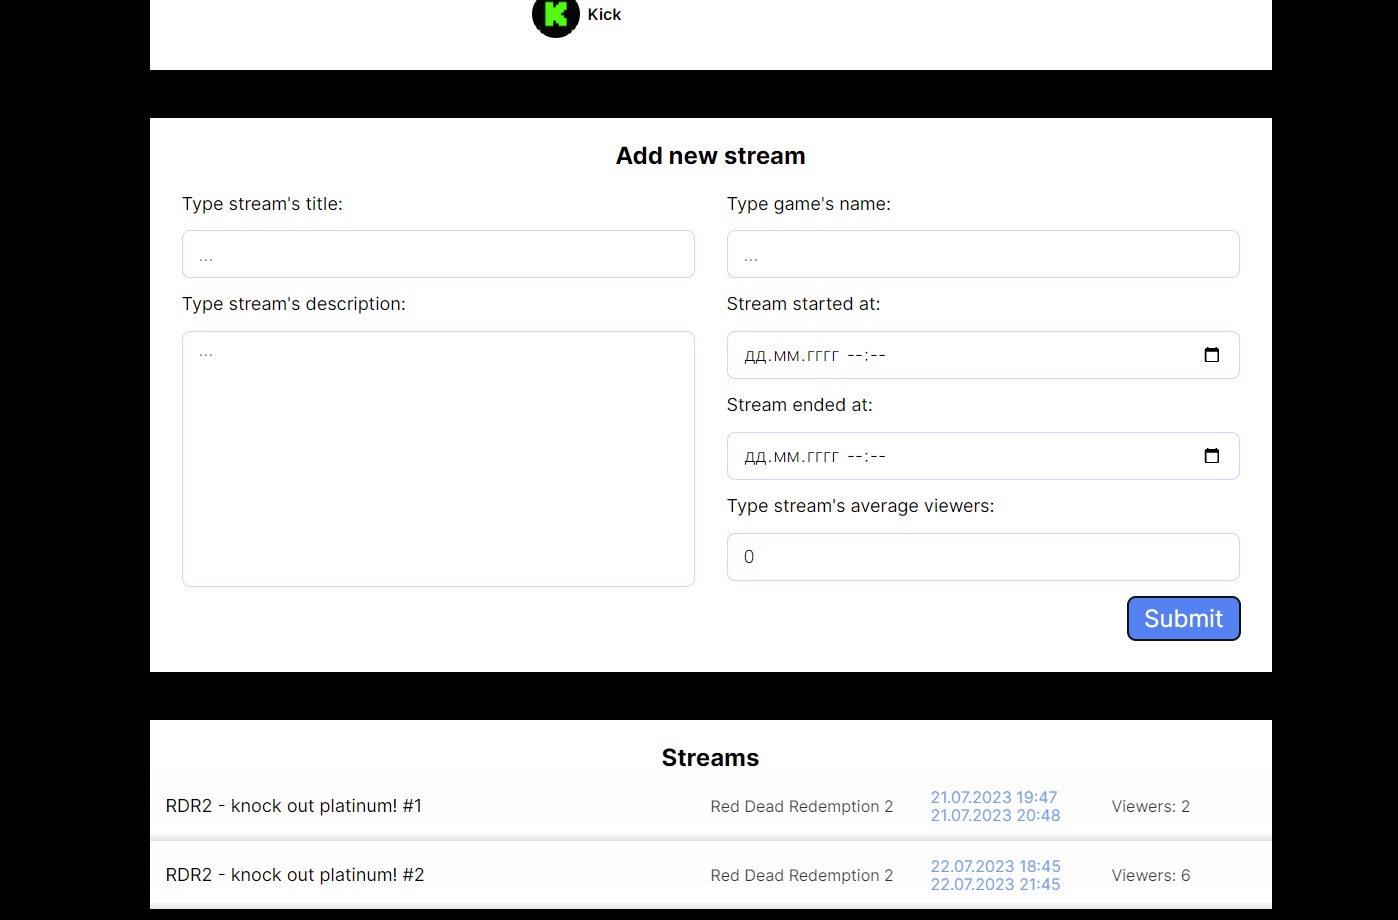 Kick
Add new stream
Type stream's title:
...
Type stream's description:
...
Type game's name:
...
Stream started at:
ДД.ММ.ГГГГ --:--
Stream ended at:
ДД.ММ.ГГГГ --:--
Type stream's average viewers:
0
Submit
Streams
RDR2 - knock out platinum! #1 Red Dead Redemption 2 21.07.2023 19:47 Viewers: 2
21.07.2023 20:48
RDR2 - knock out platinum! #2 Red Dead Redemption 2 22.07.2023 18:45 Viewers: 6
22.07.2023 21:45